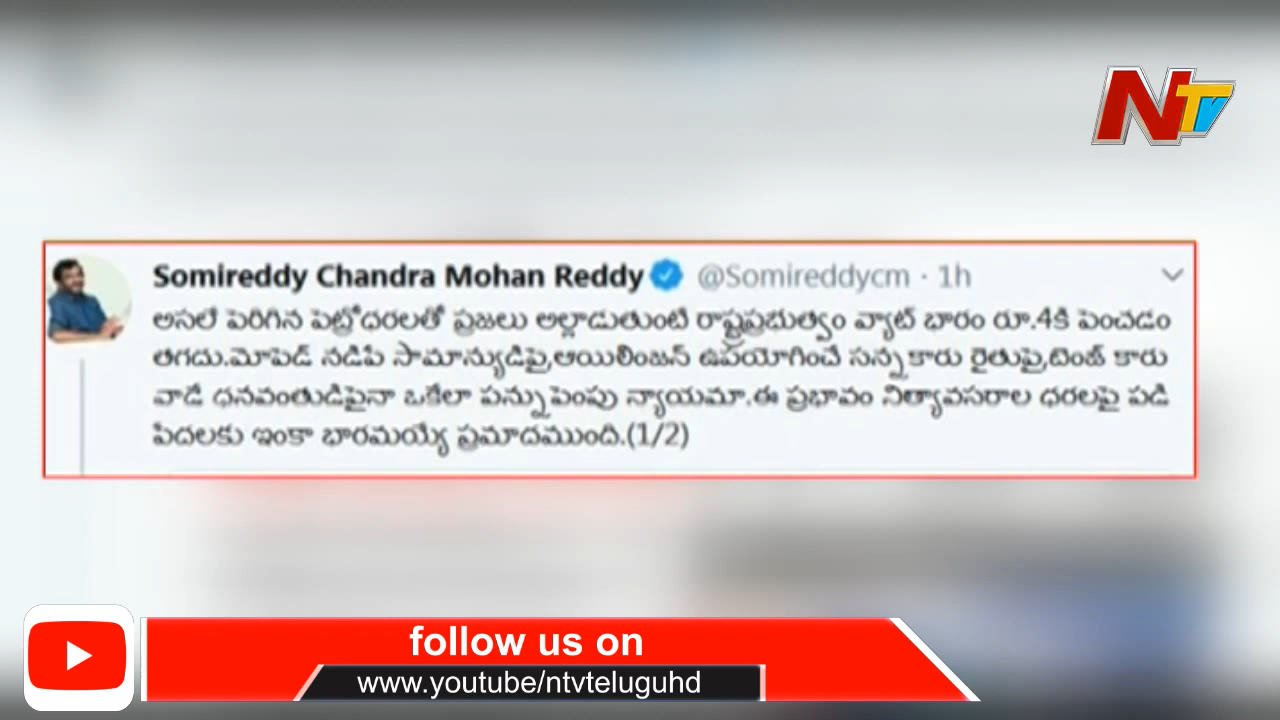 NTV
Somireddy Chandra Mohan Reddy @Somireddycm · 1h
అసలే పెరిగిన పెట్రోధరలతో ప్రజలు అల్లాడుతుంటే రాష్ట్రప్రభుత్వం వ్యాట్ భారం రూ.4కి పెంచడం
తగదు.మోపెడ్ నడిపే సామాన్యుడిపై,ఆయిలింజన్ ఉపయోగించే సన్నకారు రైతుపై,బెంజ్ కారు
వాడే ధనవంతుడిపైనా ఒకేలా పన్నుపెంపు న్యాయమా.ఈ ప్రభావం నిత్యావసరాల ధరలపై పడి
పేదలకు ఇంకా భారమయ్యే ప్రమాదముంది.(1/2)
follow us on
www.youtube/ntvteluguhd